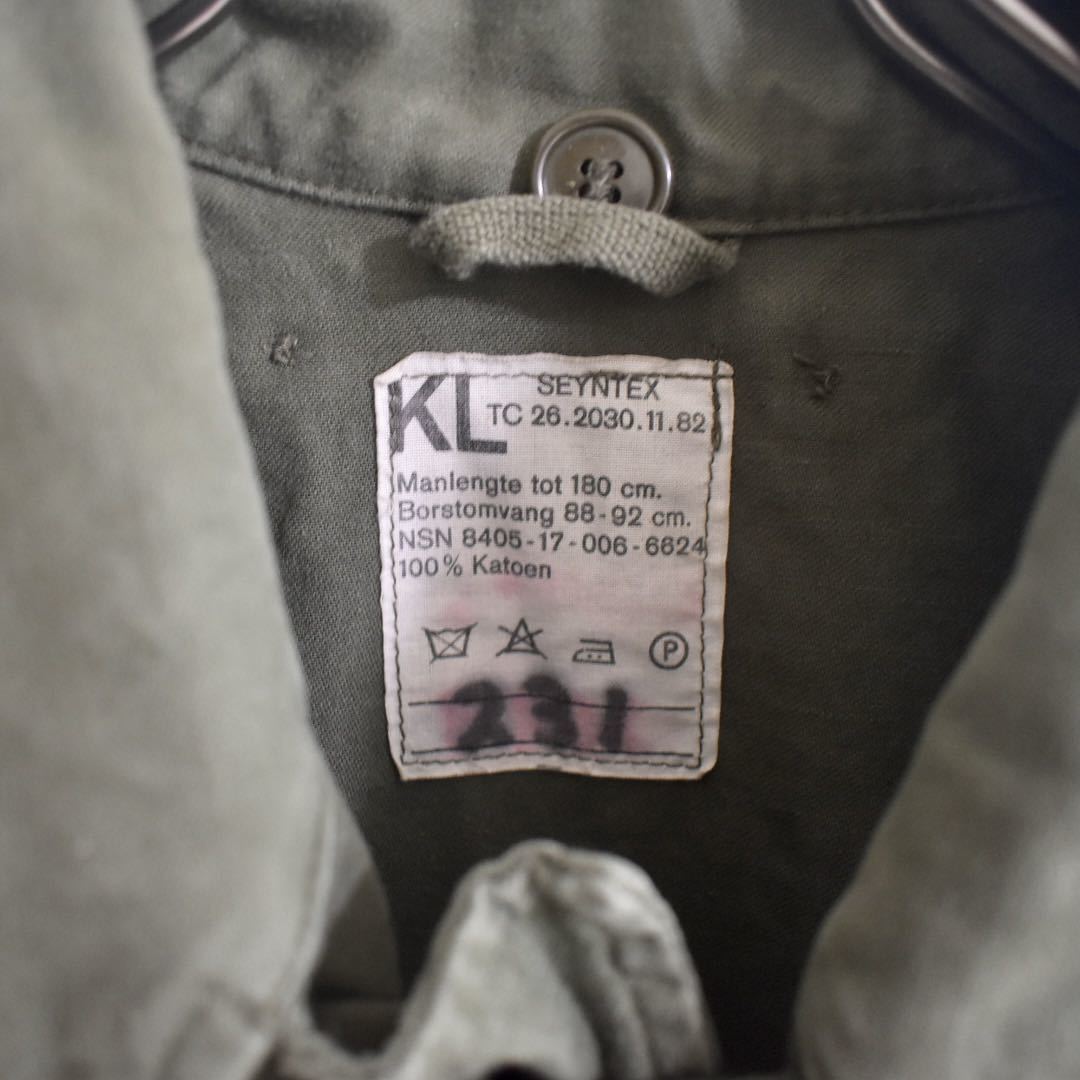 KL SEYNTEX
TC 26.2030.11.82
Manlengte tot 180 cm.
Borstomvang 88-92 cm.
NSN 8405-17-006-6624
100% Katoen
P
231